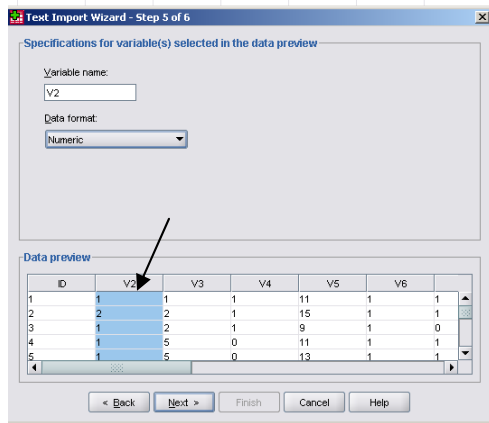 Text Import Wizard - Step 5 of 6
Specifications for variable(s) selected in the data preview
Variable name:
V2
Data format:
Numeric
Data preview
ID V2 V3 V4 V5 V6
1 1 1 1 11 1 1
2 2 2 1 15 1 1
3 1 2 1 9 1 0
4 1 5 0 11 1 1
5 1 5 0 13 1 1
< Back Next > Finish Cancel Help